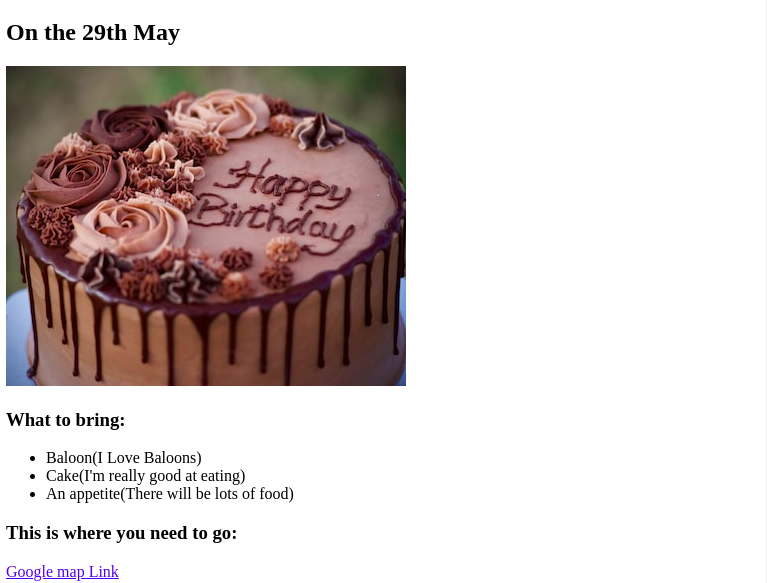 On the 29th May
Happy
Birthday
What to bring:
Baloon(I Love Baloons)
Cake(I'm really good at eating)
An appetite(There will be lots of food)
This is where you need to go:
Google map Link